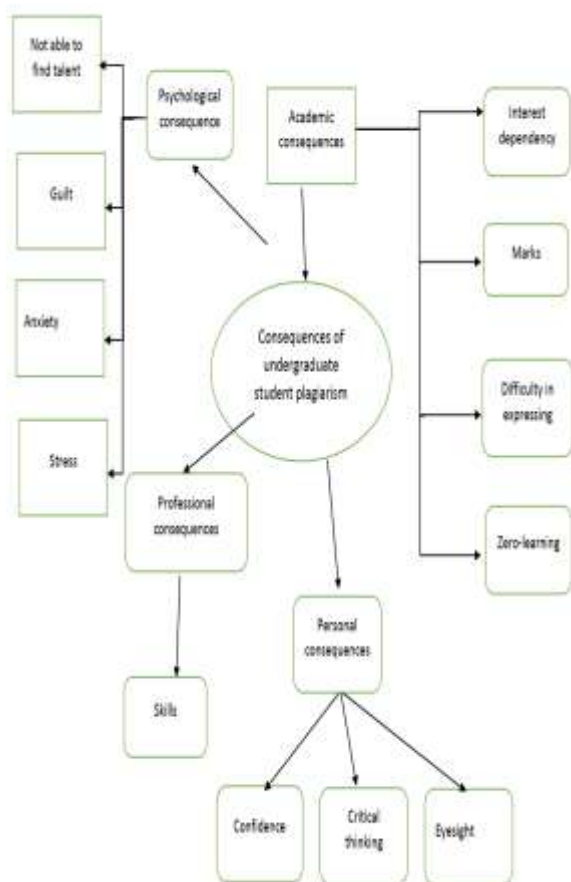 Not able to
find talent
Psychological
consequence
Academic
consequences
Interest
dependency
Guilt
Marks
Anxiety
Consequences of
undergraduate
student plagiarism
Difficulty in
expressing
Stress
Professional
consequences
Zero-learning
Personal
consequences
Skills
Confidence
Critical
thinking
Eyesight